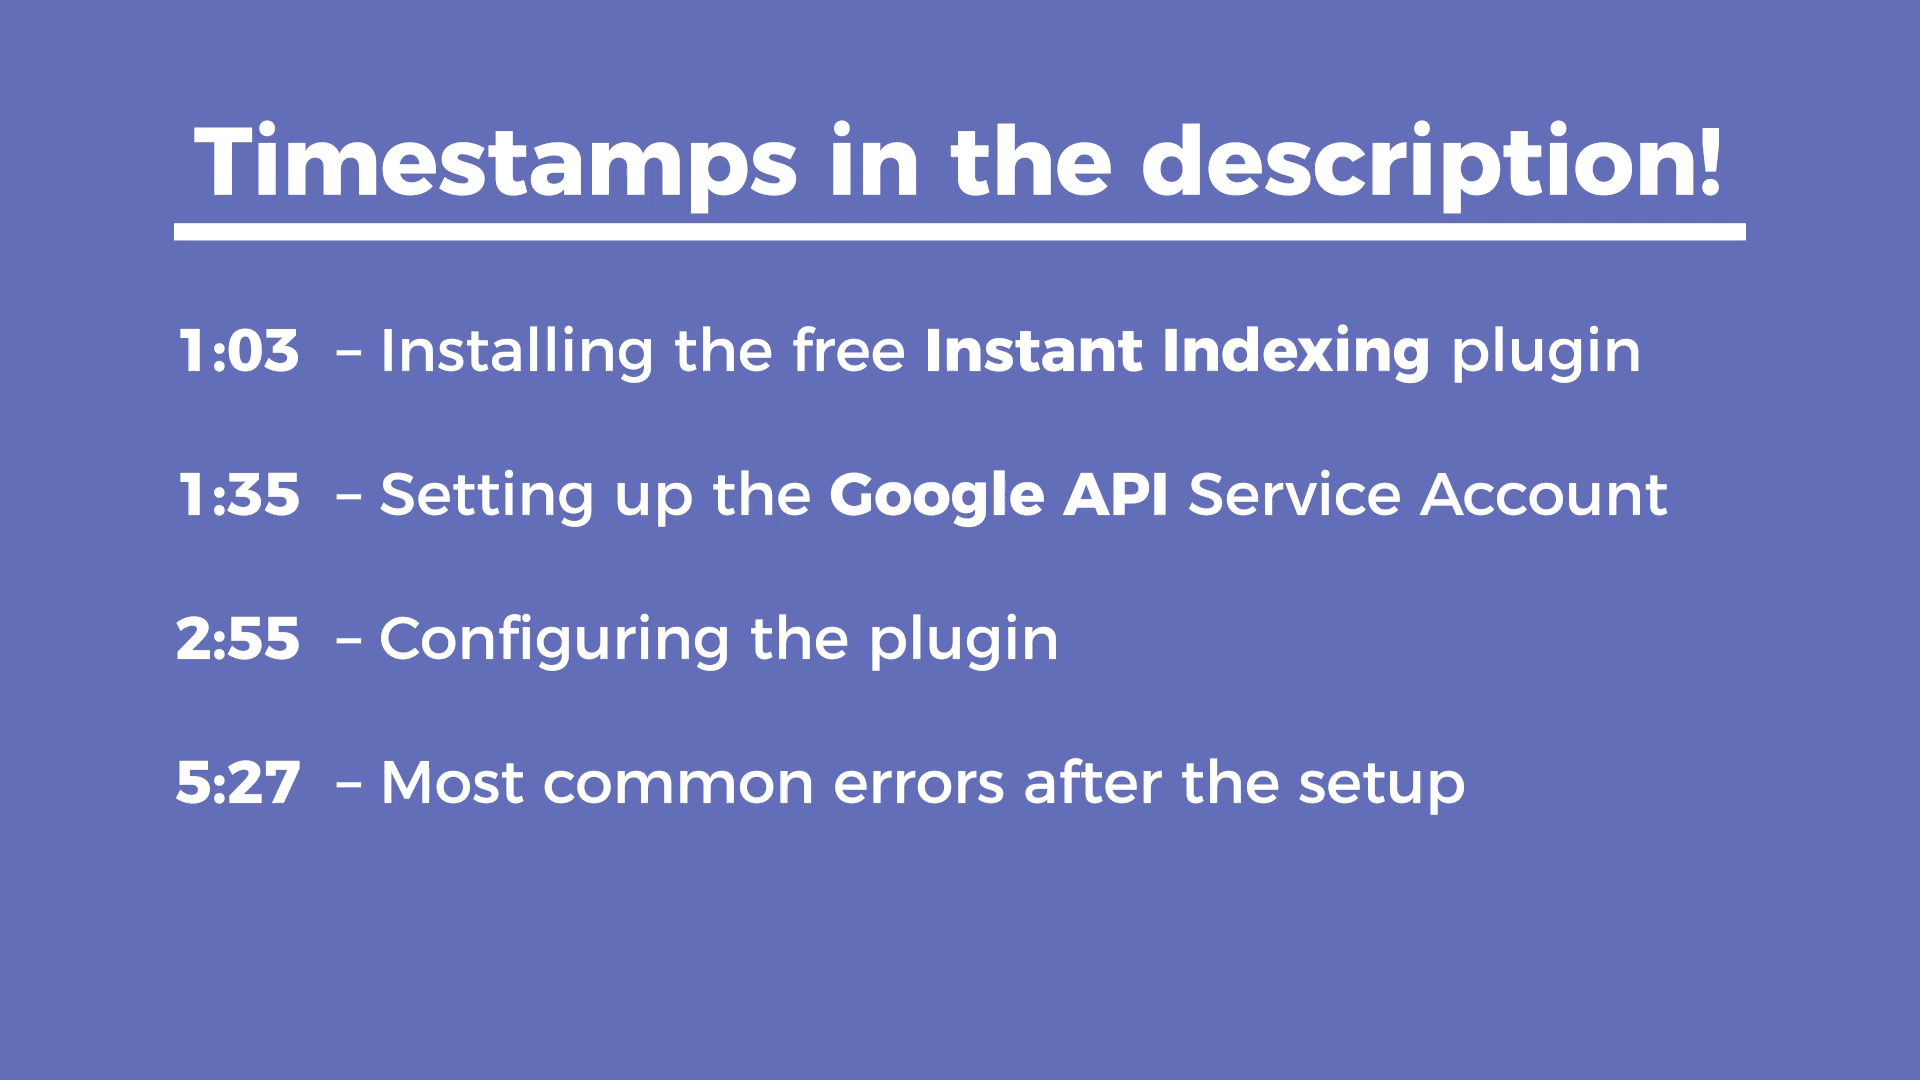 Timestamps in the description!
1:03 – Installing the free Instant Indexing plugin
1:35 – Setting up the Google API Service Account
2:55 – Configuring the plugin
5:27 – Most common errors after the setup